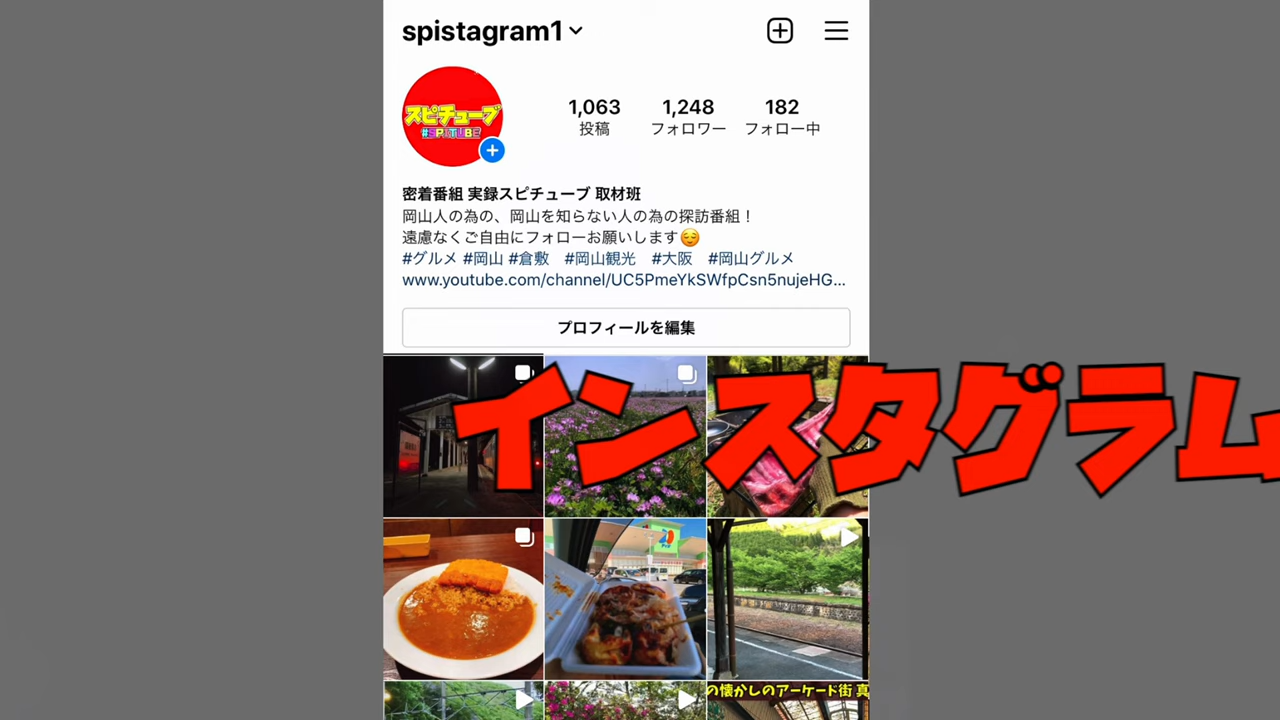 spistagram1
スピチューブ
#SPITUBE
1,063
投稿
1,248
フォロワー
182
フォロー中
密着番組 実録スピチューブ 取材班
岡山人の為の、岡山を知らない人の為の探訪番組！
遠慮なくご自由にフォローお願いします😌
#グルメ #岡山 #倉敷　#岡山観光　#大阪　#岡山グルメ
www.youtube.com/channel/UC5PmeYkSWfpCsn5nujeHG...
プロフィールを編集
インスタグラム
の懐かしのアーケード街 真